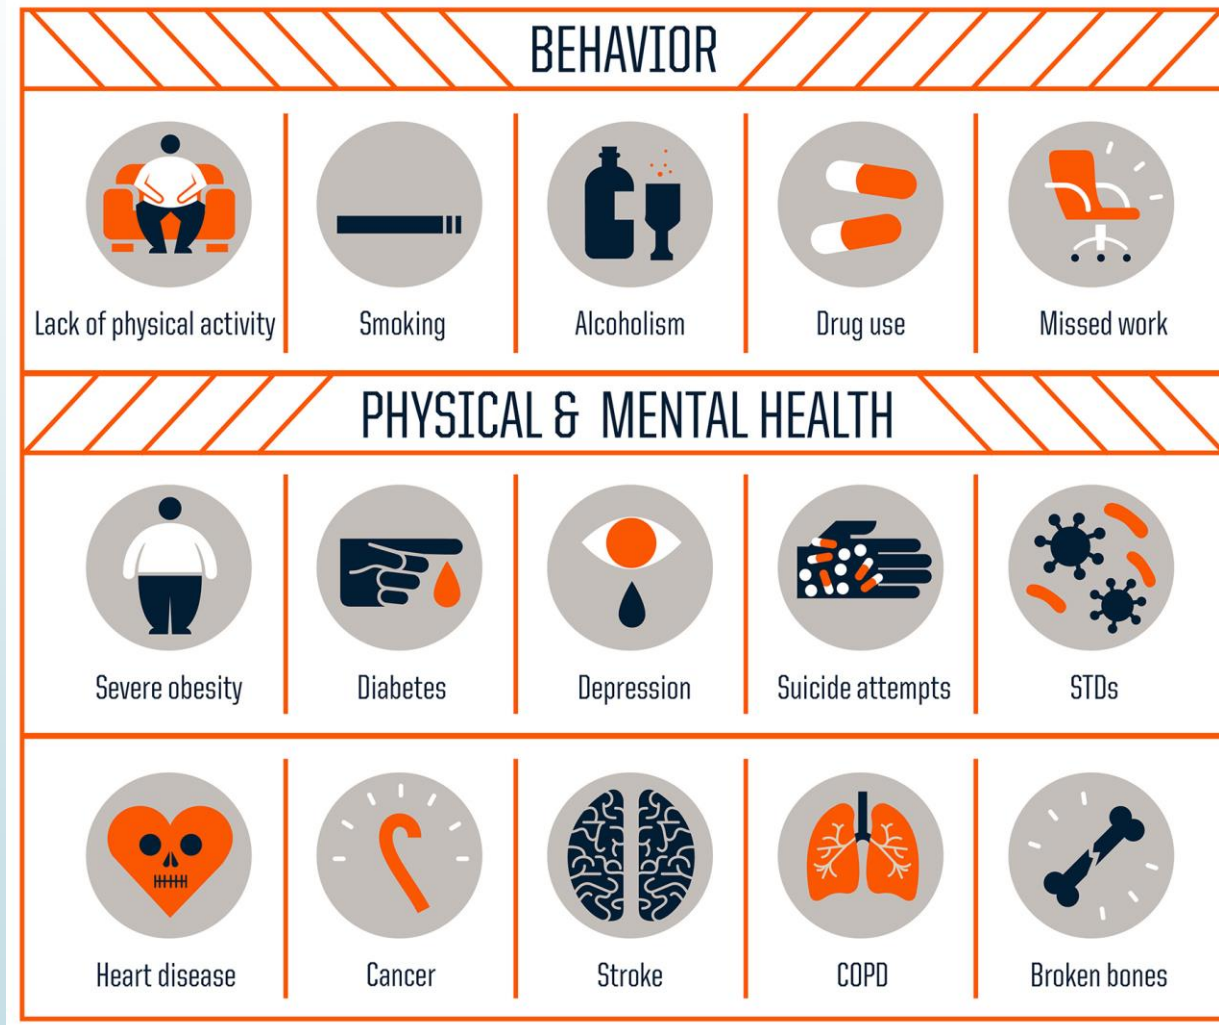 BEHAVIOR
Lack of physical activity
Smoking
Alcoholism
Drug use
Missed work
PHYSICAL & MENTAL HEALTH
Severe obesity
Diabetes
Depression
Suicide attempts
STDs
Heart disease
Cancer
Stroke
COPD
Broken bones